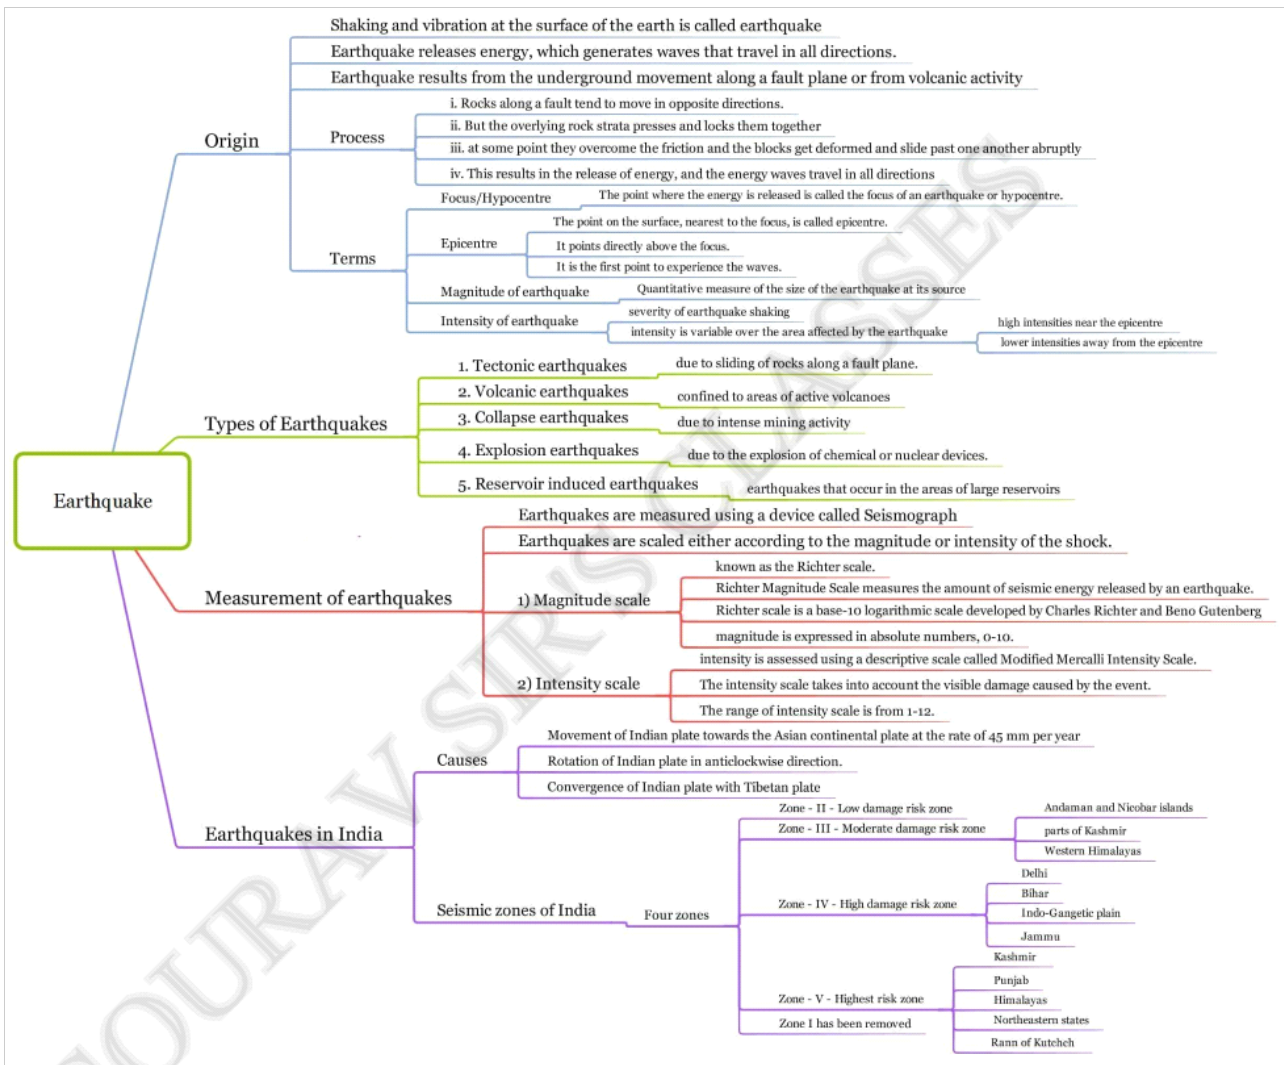 Shaking and vibration at the surface of the earth is called earthquake
Earthquake releases energy, which generates waves that travel in all directions.
Earthquake results from the underground movement along a fault plane or from volcanic activity
Origin
Process
i. Rocks along a fault tend to move in opposite directions.
ii. But the overlying rock strata presses and locks them together
iii. at some point they overcome the friction and the blocks get deformed and slide past one another abruptly
iv. This results in the release of energy, and the energy waves travel in all directions
Terms
Focus/Hypocentre
The point where the energy is released is called the focus of an earthquake or hypocentre.
Epicentre
The point on the surface, nearest to the focus, is called epicentre.
It points directly above the focus.
It is the first point to experience the waves.
Magnitude of earthquake
Quantitative measure of the size of the earthquake at its source
Intensity of earthquake
severity of earthquake shaking
intensity is variable over the area affected by the earthquake
high intensities near the epicentre
lower intensities away from the epicentre
Types of Earthquakes
1. Tectonic earthquakes
due to sliding of rocks along a fault plane.
2. Volcanic earthquakes
confined to areas of active volcanoes
3. Collapse earthquakes
due to intense mining activity
4. Explosion earthquakes
due to the explosion of chemical or nuclear devices.
5. Reservoir induced earthquakes
earthquakes that occur in the areas of large reservoirs
Earthquake
Measurement of earthquakes
Earthquakes are measured using a device called Seismograph
Earthquakes are scaled either according to the magnitude or intensity of the shock.
1) Magnitude scale
known as the Richter scale.
Richter Magnitude Scale measures the amount of seismic energy released by an earthquake.
Richter scale is a base-10 logarithmic scale developed by Charles Richter and Beno Gutenberg
magnitude is expressed in absolute numbers, 0-10.
2) Intensity scale
intensity is assessed using a descriptive scale called Modified Mercalli Intensity Scale.
The intensity scale takes into account the visible damage caused by the event.
The range of intensity scale is from 1-12.
Earthquakes in India
Causes
Movement of Indian plate towards the Asian continental plate at the rate of 45 mm per year
Rotation of Indian plate in anticlockwise direction.
Convergence of Indian plate with Tibetan plate
Seismic zones of India
Four zones
Zone - II - Low damage risk zone
Zone - III - Moderate damage risk zone
Andaman and Nicobar islands
parts of Kashmir
Western Himalayas
Zone - IV - High damage risk zone
Delhi
Bihar
Indo-Gangetic plain
Jammu
Zone - V - Highest risk zone
Kashmir
Punjab
Himalayas
Northeastern states
Rann of Kutcheh
Zone I has been removed
SOURAV SIR'S CLASSES